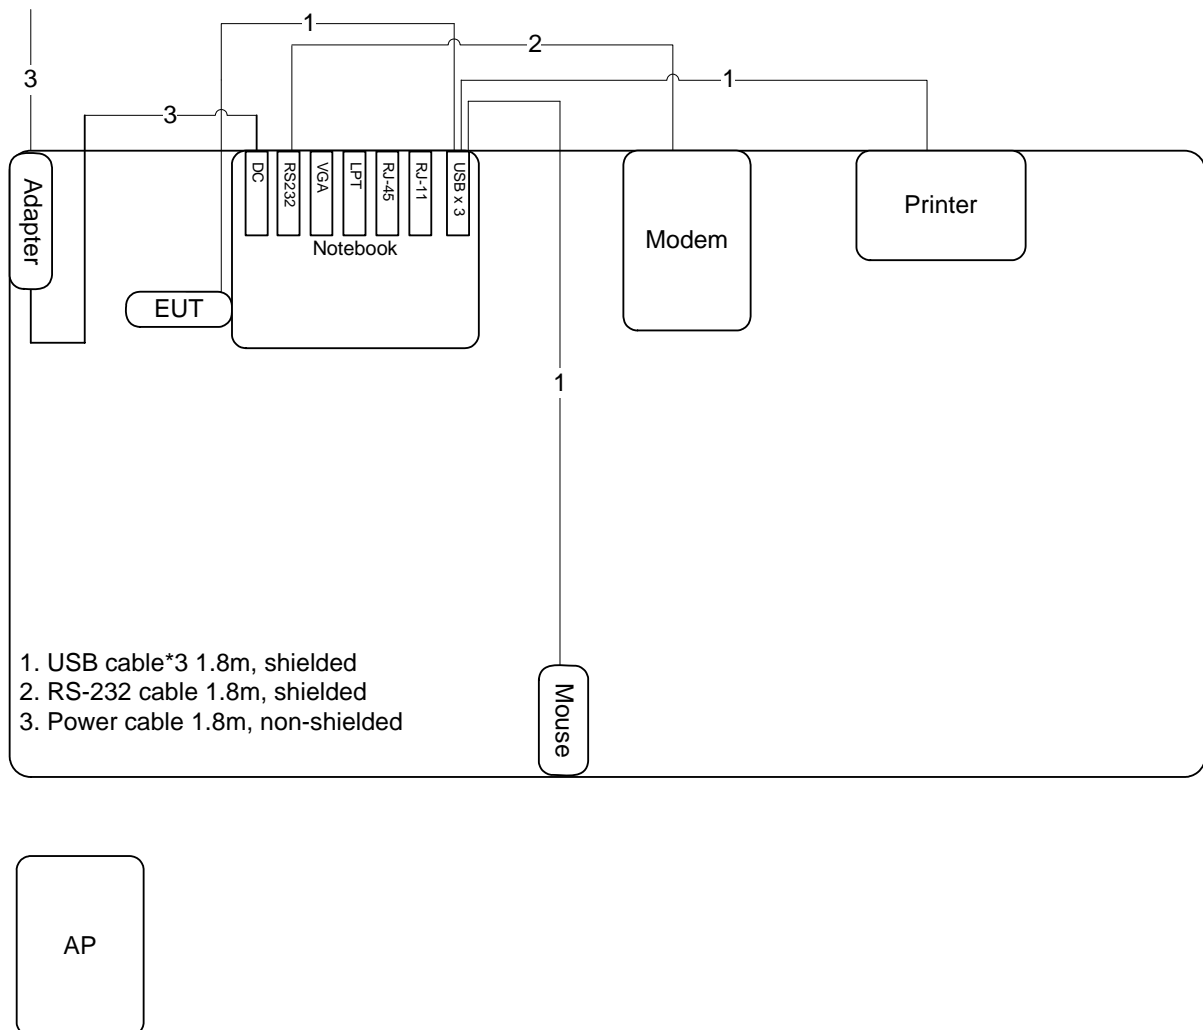 1
2
3
1
3
Adapter
DC
RS232
VGA
LPT
RJ-45
RJ-11
USB x 3
Notebook
Modem
Printer
EUT
1
1. USB cable*3 1.8m, shielded
2. RS-232 cable 1.8m, shielded
3. Power cable 1.8m, non-shielded
Mouse
AP